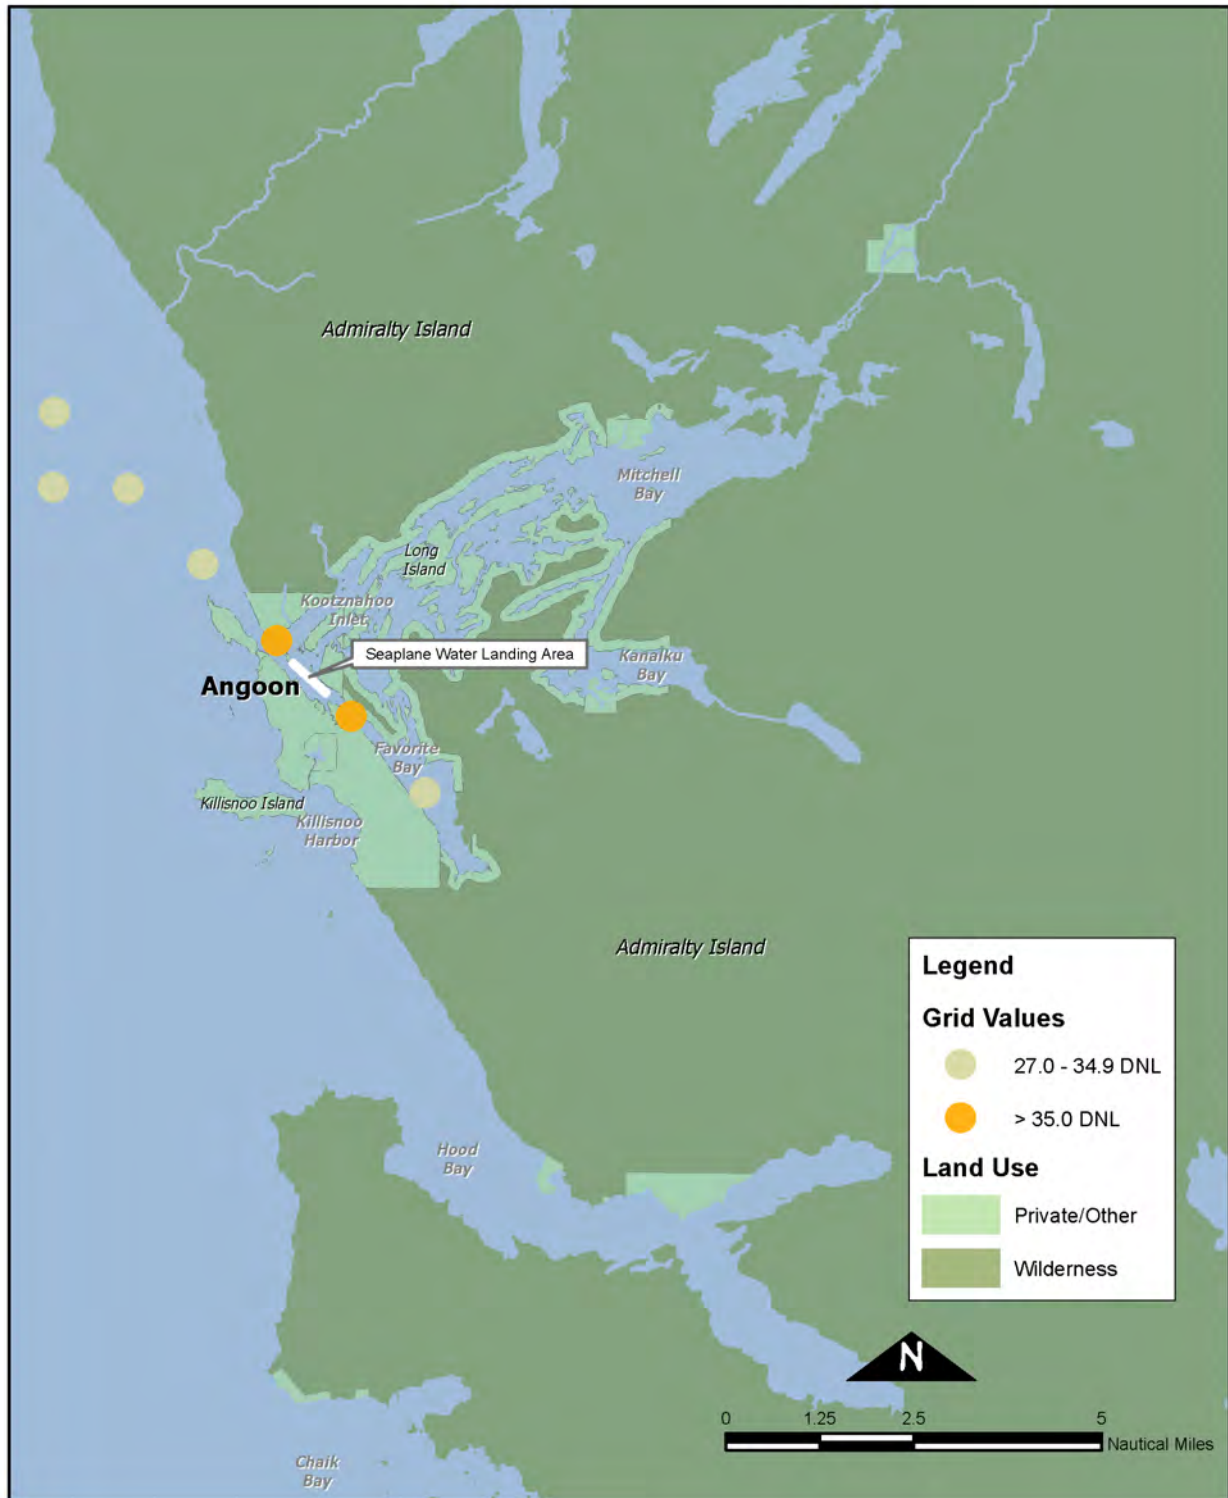 Admiralty Island
Mitchell
Bay
Long
Island
Kootznahoo
Inlet
Seaplane Water Landing Area
Kanalku
Bay
Angoon
Favorite
Bay
Killisnoo Island
Killisnoo
Harbor
Admiralty Island
Legend
Grid Values
27.0 - 34.9 DNL
> 35.0 DNL
Land Use
Private/Other
Wilderness
Hood
Bay
N
0 1.25 2.5 5
Nautical Miles
Chaik
Bay